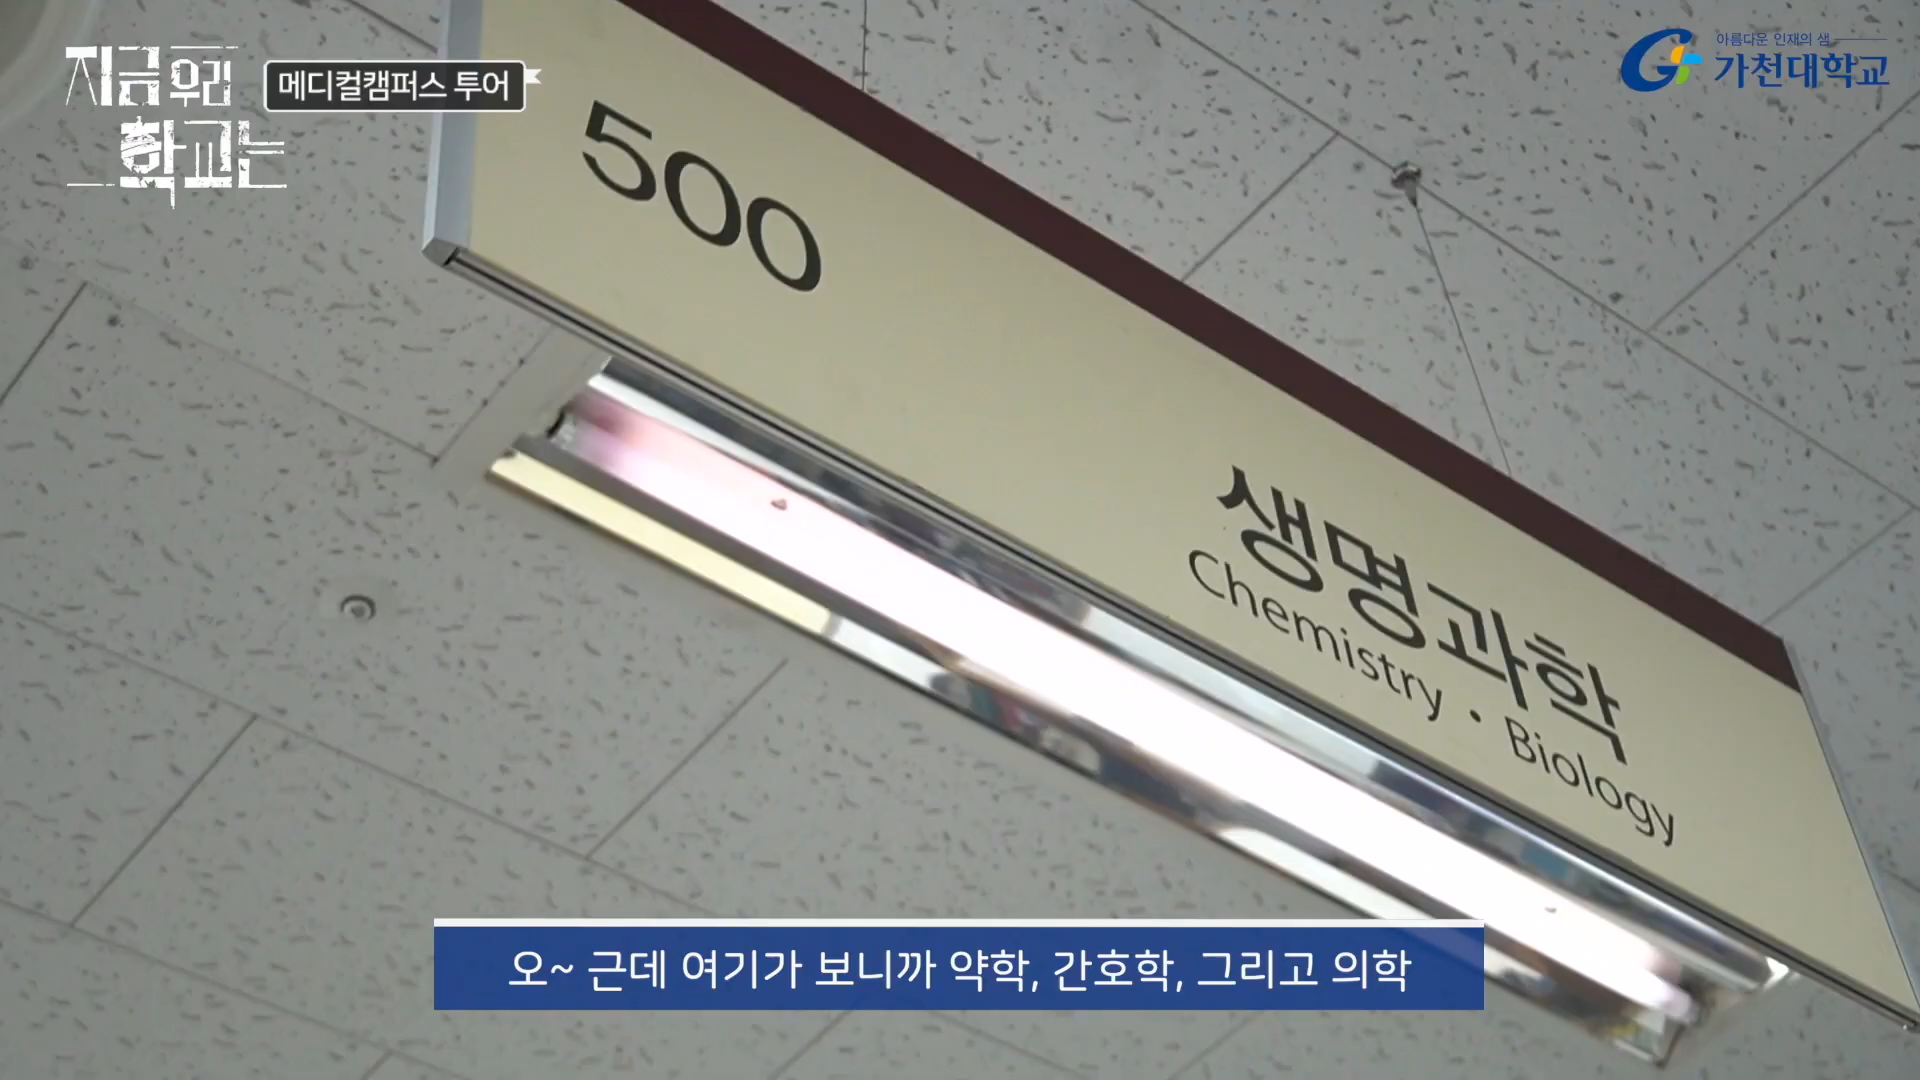 지금 우리
학교는
메디컬캠퍼스 투어
아름다운 인재의 샘
가천대학교
500
생명과학
Chemistry · Biology
오~ 근데 여기가 보니까 약학, 간호학, 그리고 의학